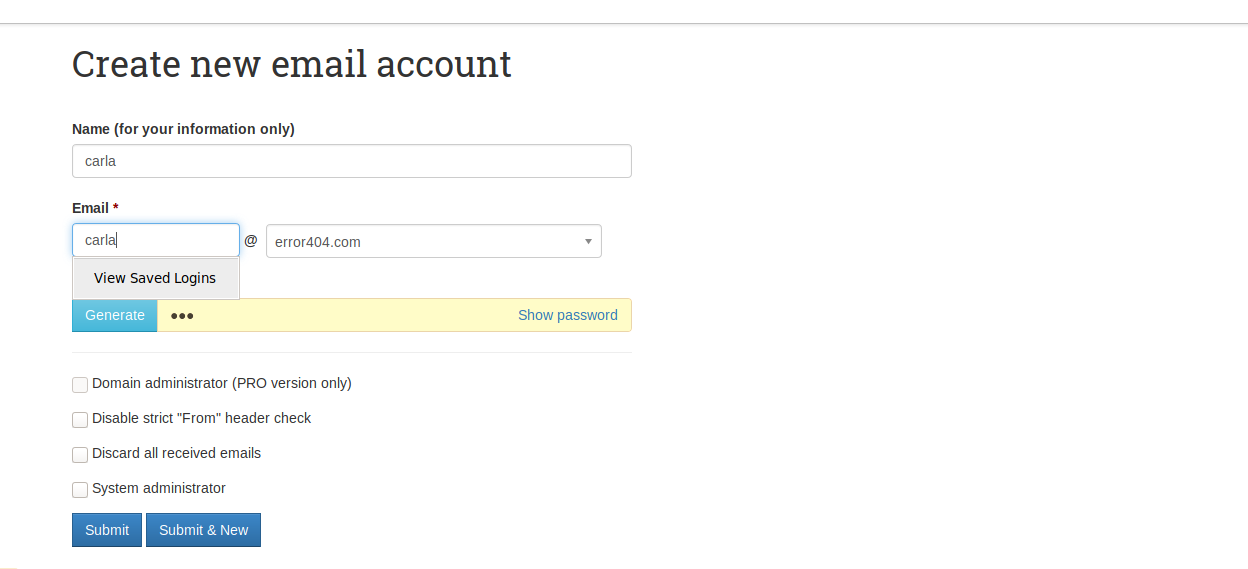 Create new email account
Name (for your information only)
carla
Email *
carla @ error404.com
View Saved Logins
Generate ●●● Show password
Domain administrator (PRO version only)
Disable strict "From" header check
Discard all received emails
System administrator
Submit Submit & New